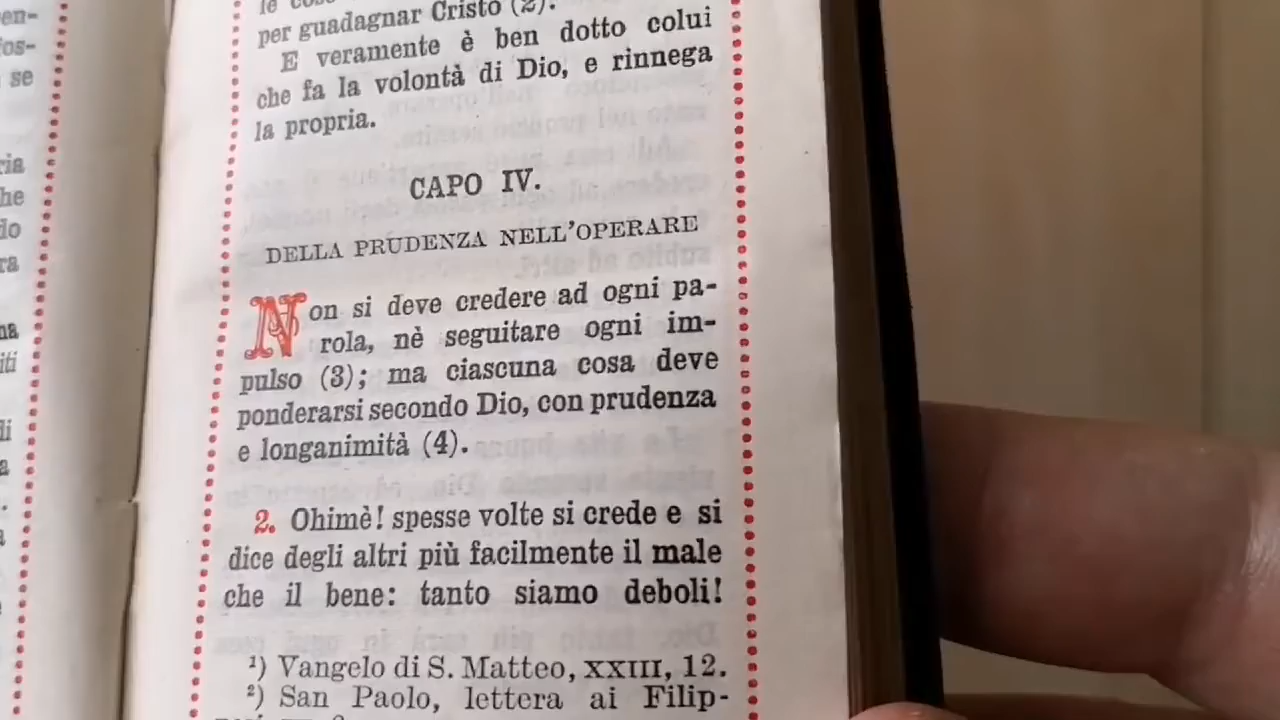 per guadagnar Cristo (2).
E veramente è ben dotto colui
che fa la volontà di Dio, e rinnega
la propria.
CAPO IV.
DELLA PRUDENZA NELL'OPERARE
Non si deve credere ad ogni pa-
rola, nè seguitare ogni im-
pulso (3); ma ciascuna cosa deve
ponderarsi secondo Dio, con prudenza
e longanimità (4).
2. Ohimè! spesse volte si crede e si
dice degli altri più facilmente il male
che il bene: tanto siamo deboli!
¹) Vangelo di S. Matteo, XXIII, 12.
²) San Paolo, lettera ai Filip-